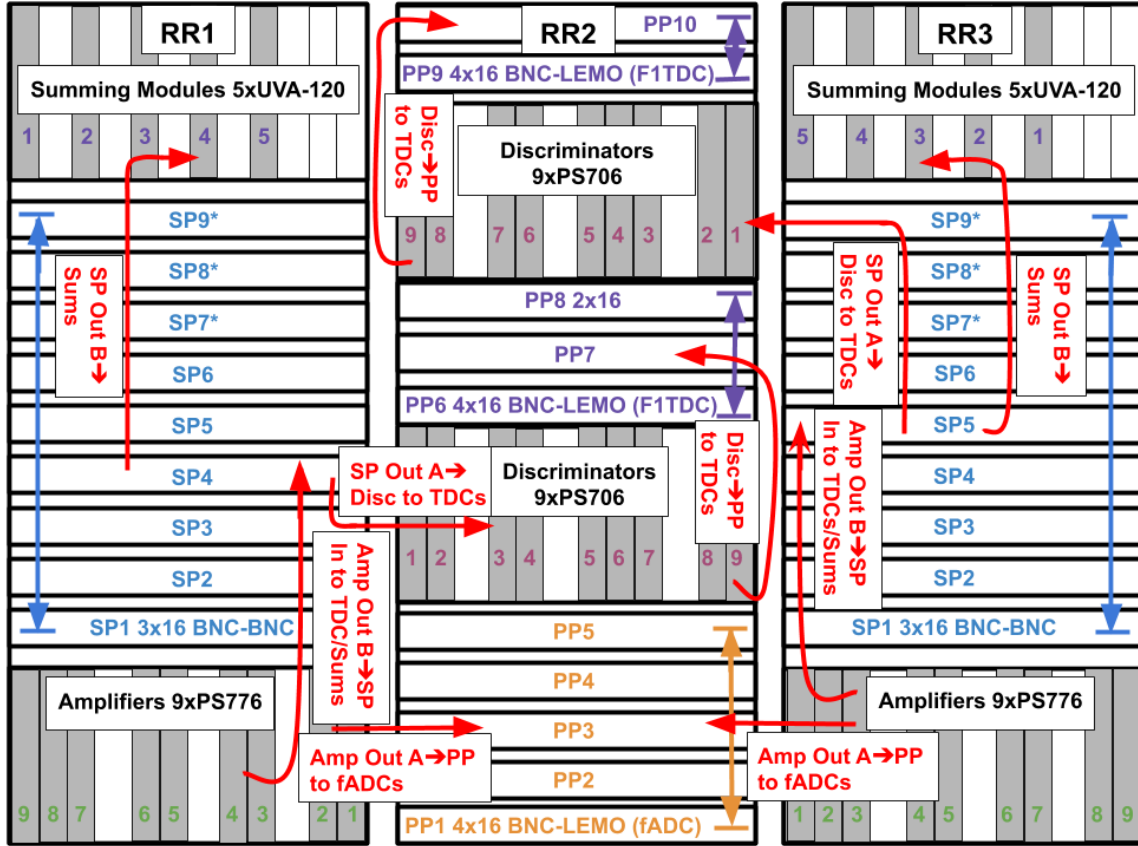 RR1
Summing Modules 5xUVA-120
1 2 3 4 5
SP Out B➔
Sums
SP9*
SP8*
SP7*
SP6
SP5
SP4
SP3
SP2
SP1 3x16 BNC-BNC
Amplifiers 9xPS776
9 8 7 6 5 4 3 2 1
SP Out A➔
Disc to TDCs
Amp Out B➔SP
In to TDC/Sums
Amp Out A➔PP
to fADCs
RR2
PP10
PP9 4x16 BNC-LEMO (F1TDC)
Disc➔PP
to TDCs
Discriminators
9xPS706
9 8 7 6 5 4 3 2 1
PP8 2x16
PP7
PP6 4x16 BNC-LEMO (F1TDC)
Discriminators
9xPS706
Disc➔PP
to TDCs
1 2 3 4 5 6 7 8 9
PP5
PP4
PP3
PP2
PP1 4x16 BNC-LEMO (fADC)
RR3
Summing Modules 5xUVA-120
5 4 3 2 1
SP Out A➔
Disc to TDCs
SP Out B➔
Sums
SP9*
SP8*
SP7*
SP6
SP5
SP4
SP3
SP2
SP1 3x16 BNC-BNC
Amp Out B➔SP
In to TDCs/Sums
Amplifiers 9xPS776
Amp Out A➔PP
to fADCs
1 2 3 4 5 6 7 8 9